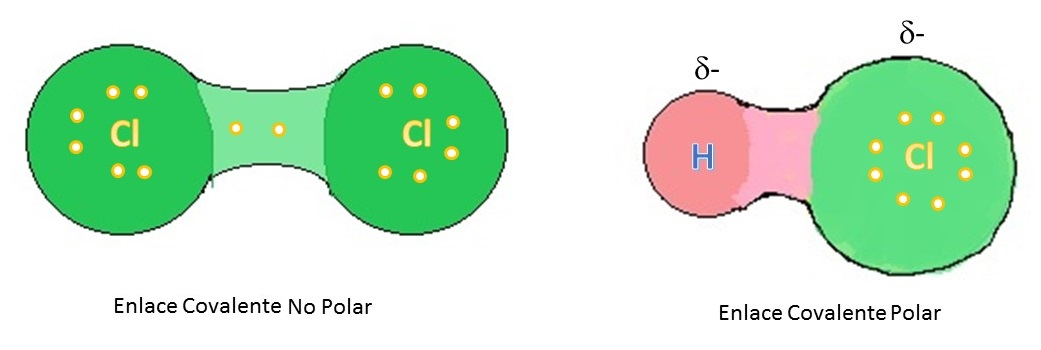 δ-
δ-
Cl
Cl
H
Cl
Enlace Covalente No Polar
Enlace Covalente Polar